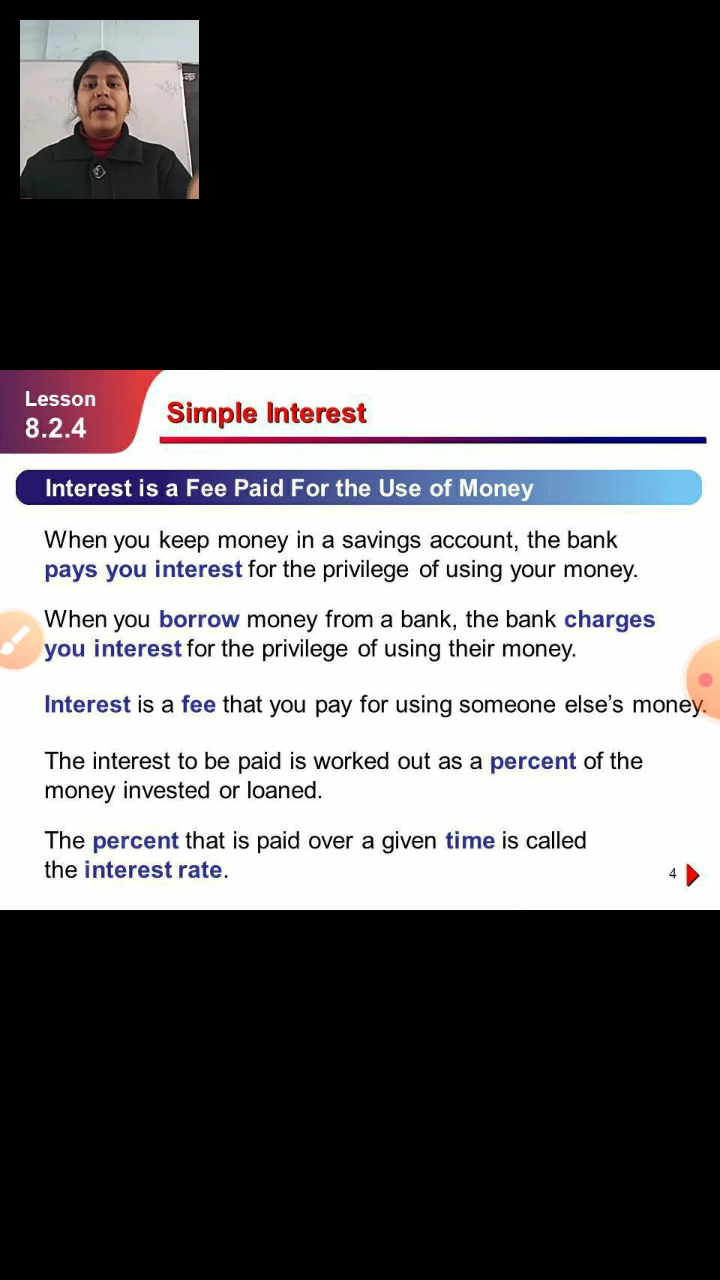 Lesson
8.2.4
Simple Interest
Interest is a Fee Paid For the Use of Money
When you keep money in a savings account, the bank
pays you interest for the privilege of using your money.
When you borrow money from a bank, the bank charges
you interest for the privilege of using their money.
Interest is a fee that you pay for using someone else's money.
The interest to be paid is worked out as a percent of the
money invested or loaned.
The percent that is paid over a given time is called
the interest rate.
4